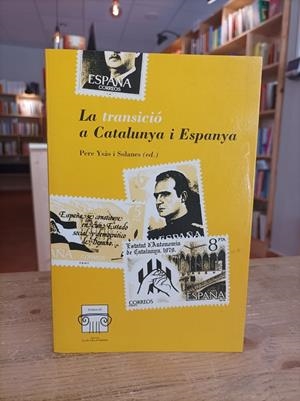 ESPAÑA
CORREOS
La transició
a Catalunya i Espanya
Pere Ysàs i Solanes (ed.)
España se constituye
en un Estado
social y democrático
de Derecho
Estatut d'Autonomia
de Catalunya, 1979
8 PTA
CORREOS
ESPAÑA